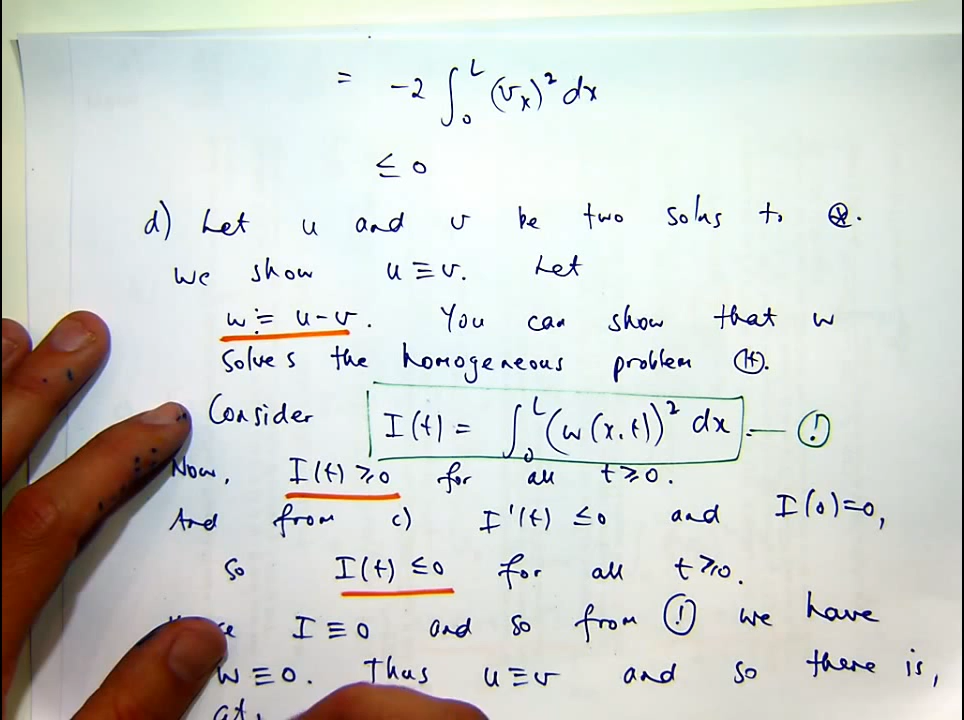 = -2 ∫₀ᴸ (vₓ)² dx
≤ 0
d) Let u and v be two solns to ⊛.
We show u ≡ v. Let
w := u-v. You can show that w
solves the homogeneous problem (H).
Consider I(t) = ∫₀ᴸ (w(x,t))² dx — (!)
Now, I(t) ≥ 0 for all t ≥ 0.
And from c) I'(t) ≤ 0 and I(0)=0,
so I(t) ≤ 0 for all t ≥ 0.
I ≡ 0 and so from (!) we have
w ≡ 0. Thus u ≡ v and so there is,
at